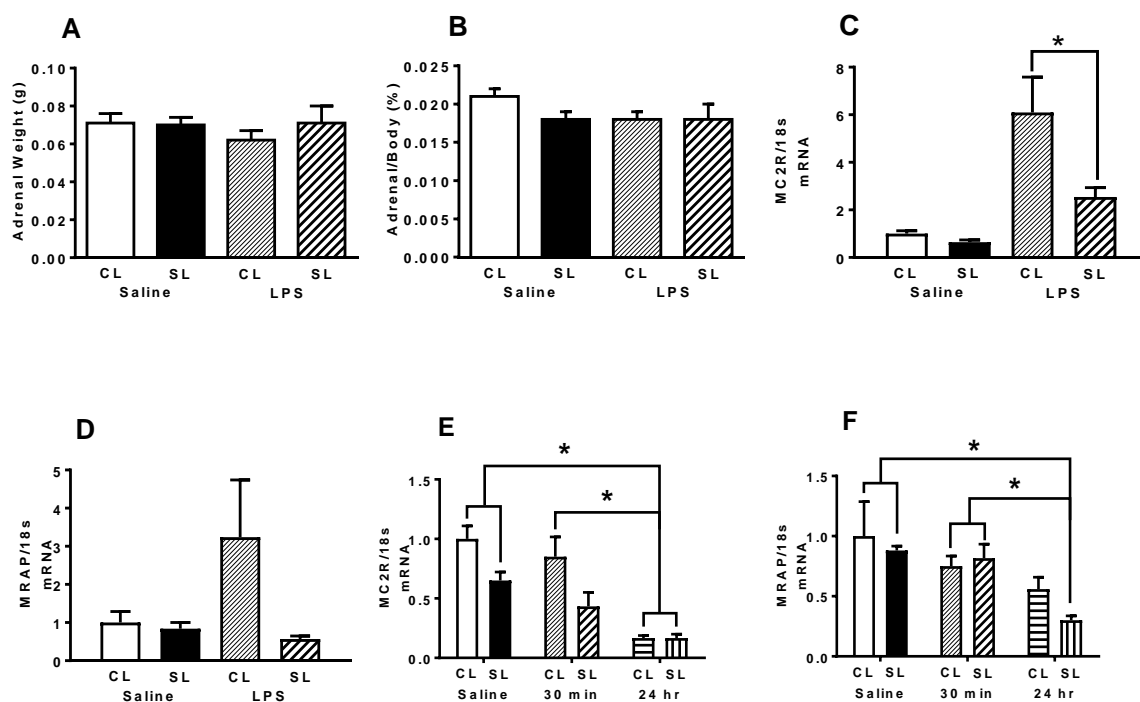 A
Adrenal Weight (g)
0.10
0.08
0.06
0.04
0.02
0.00
CL SL CL SL
Saline LPS
B
Adrenal/Body (%)
0.025
0.020
0.015
0.010
0.005
0.000
CL SL CL SL
Saline LPS
C
MC2R/18s
mRNA
8
6
4
2
0
*
CL SL CL SL
Saline LPS
D
MRAP/18s
mRNA
5
4
3
2
1
0
CL SL CL SL
Saline LPS
E
MC2R/18s
mRNA
1.5
1.0
0.5
0.0
*
*
CL SL CL SL CL SL
Saline 30 min 24 hr
F
MRAP/18s
mRNA
1.5
1.0
0.5
0.0
*
*
CL SL CL SL CL SL
Saline 30 min 24 hr